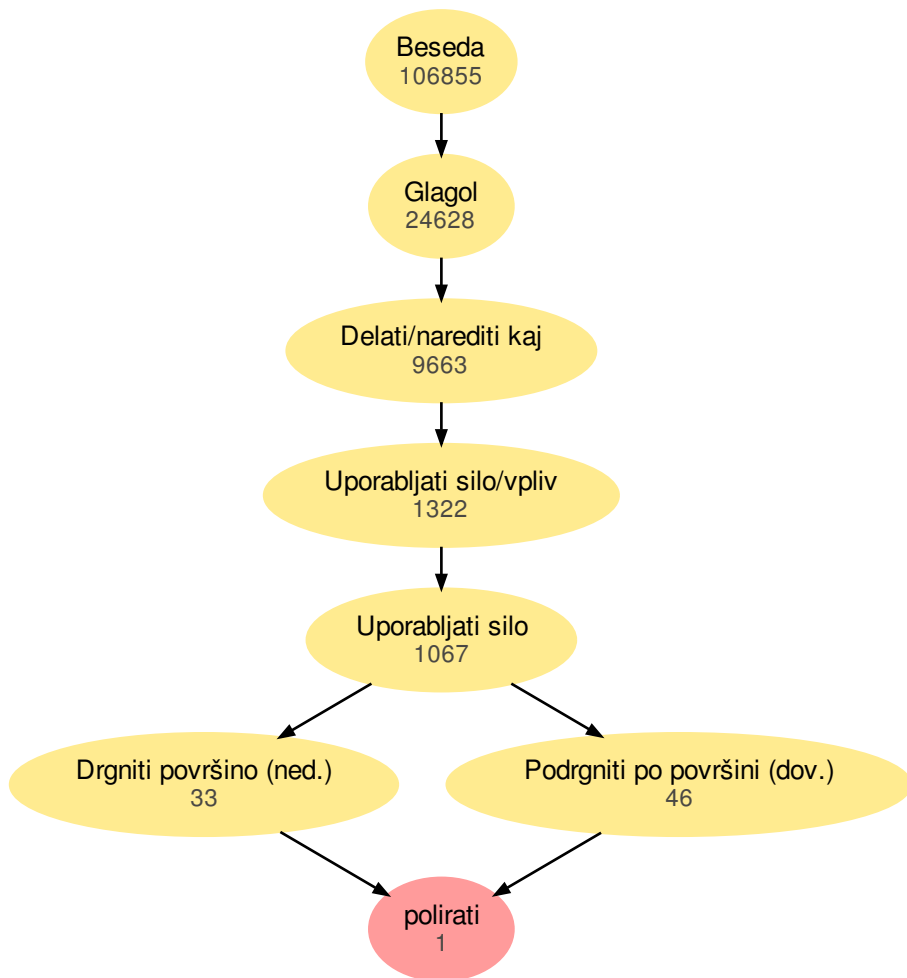 Beseda
106855
Glagol
24628
Delati/narediti kaj
9663
Uporabljati silo/vpliv
1322
Uporabljati silo
1067
Drgniti površino (ned.)
33
Podrgniti po površini (dov.)
46
polirati
1